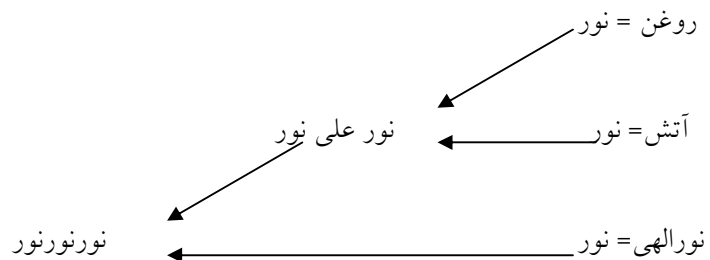 روغن = نور
آتش= نور
نور علی نور
نورالهی= نور
نورنورنور